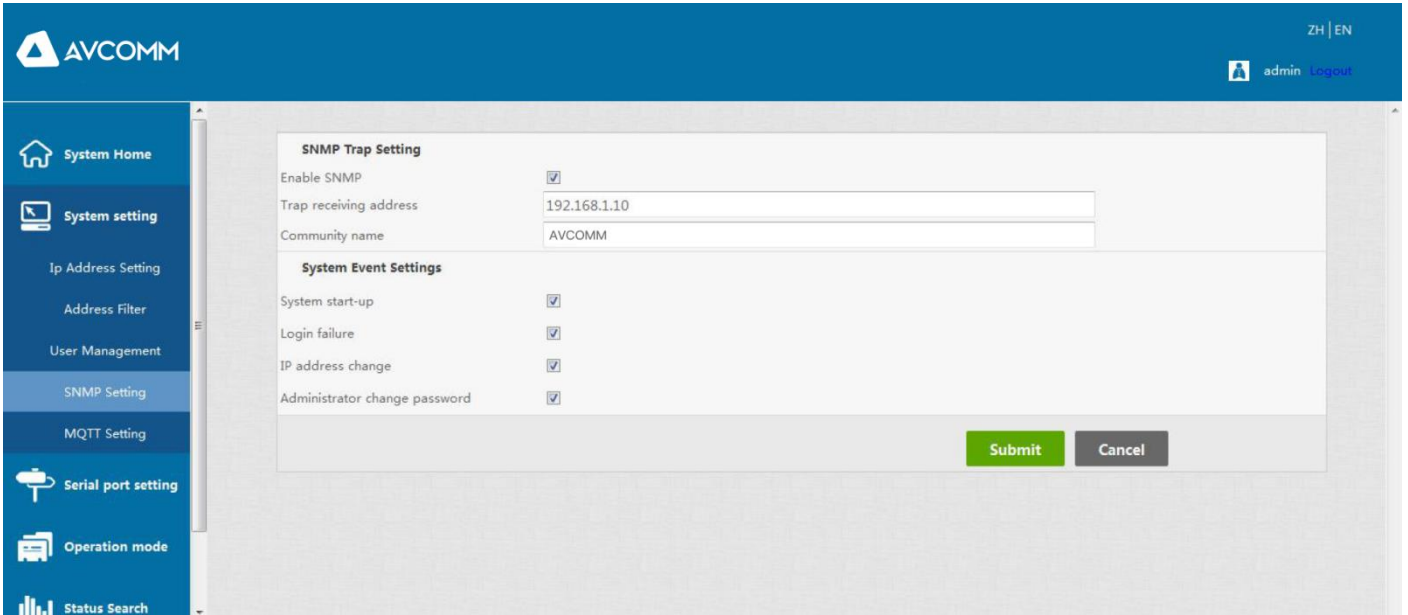 AVCOMM
ZH | EN
admin Logout
System Home
System setting
Ip Address Setting
Address Filter
User Management
SNMP Setting
MQTT Setting
Serial port setting
Operation mode
Status Search
SNMP Trap Setting
Enable SNMP
Trap receiving address 192.168.1.10
Community name AVCOMM
System Event Settings
System start-up
Login failure
IP address change
Administrator change password
Submit Cancel